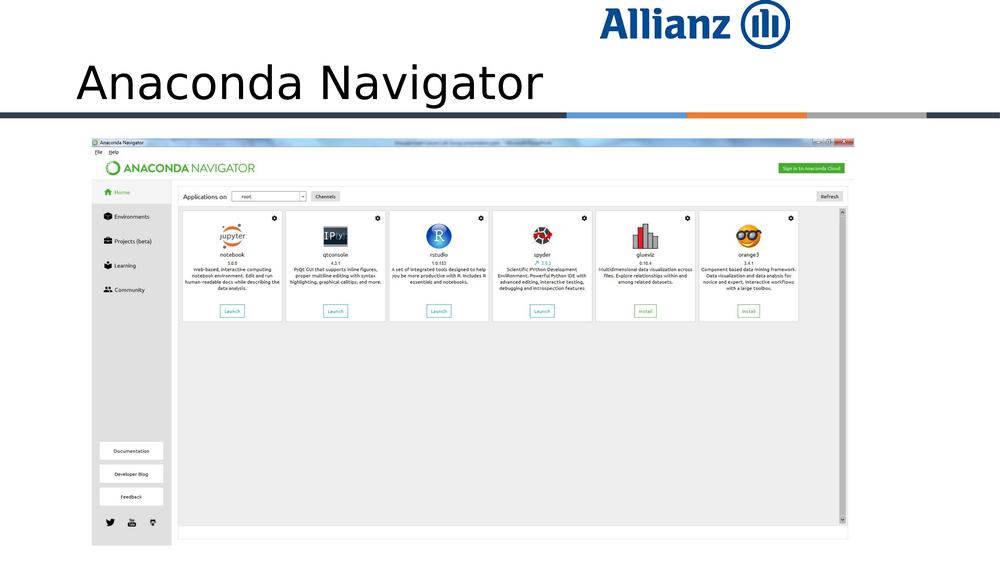 Allianz
Anaconda Navigator
Anaconda Navigator
File Help
ANACONDA NAVIGATOR
Sign in to Anaconda Cloud
Home
Environments
Projects (beta)
Learning
Community
Documentation
Developer Blog
Feedback
Applications on root Channels Refresh
jupyter
notebook
5.0.0
Web-based, interactive computing
notebook environment. Edit and run
human-readable docs while describing the
data analysis.
Launch
IP[y]
qtconsole
4.3.1
PyQt GUI that supports inline figures,
proper multiline editing with syntax
highlighting, graphical calltips, and more.
Launch
R
rstudio
1.0.153
A set of integrated tools designed to help
you be more productive with R. Includes R
essentials and notebooks.
Launch
spyder
Scientific PYthon Development
EnviRonment. Powerful Python IDE with
advanced editing, interactive testing,
debugging and introspection features
Launch
glueviz
0.10.4
Multidimensional data visualization across
files. Explore relationships within and
among related datasets.
Install
orange3
3.4.1
Component based data mining framework.
Data visualization and data analysis for
novice and expert. Interactive workflows
with a large toolbox.
Install